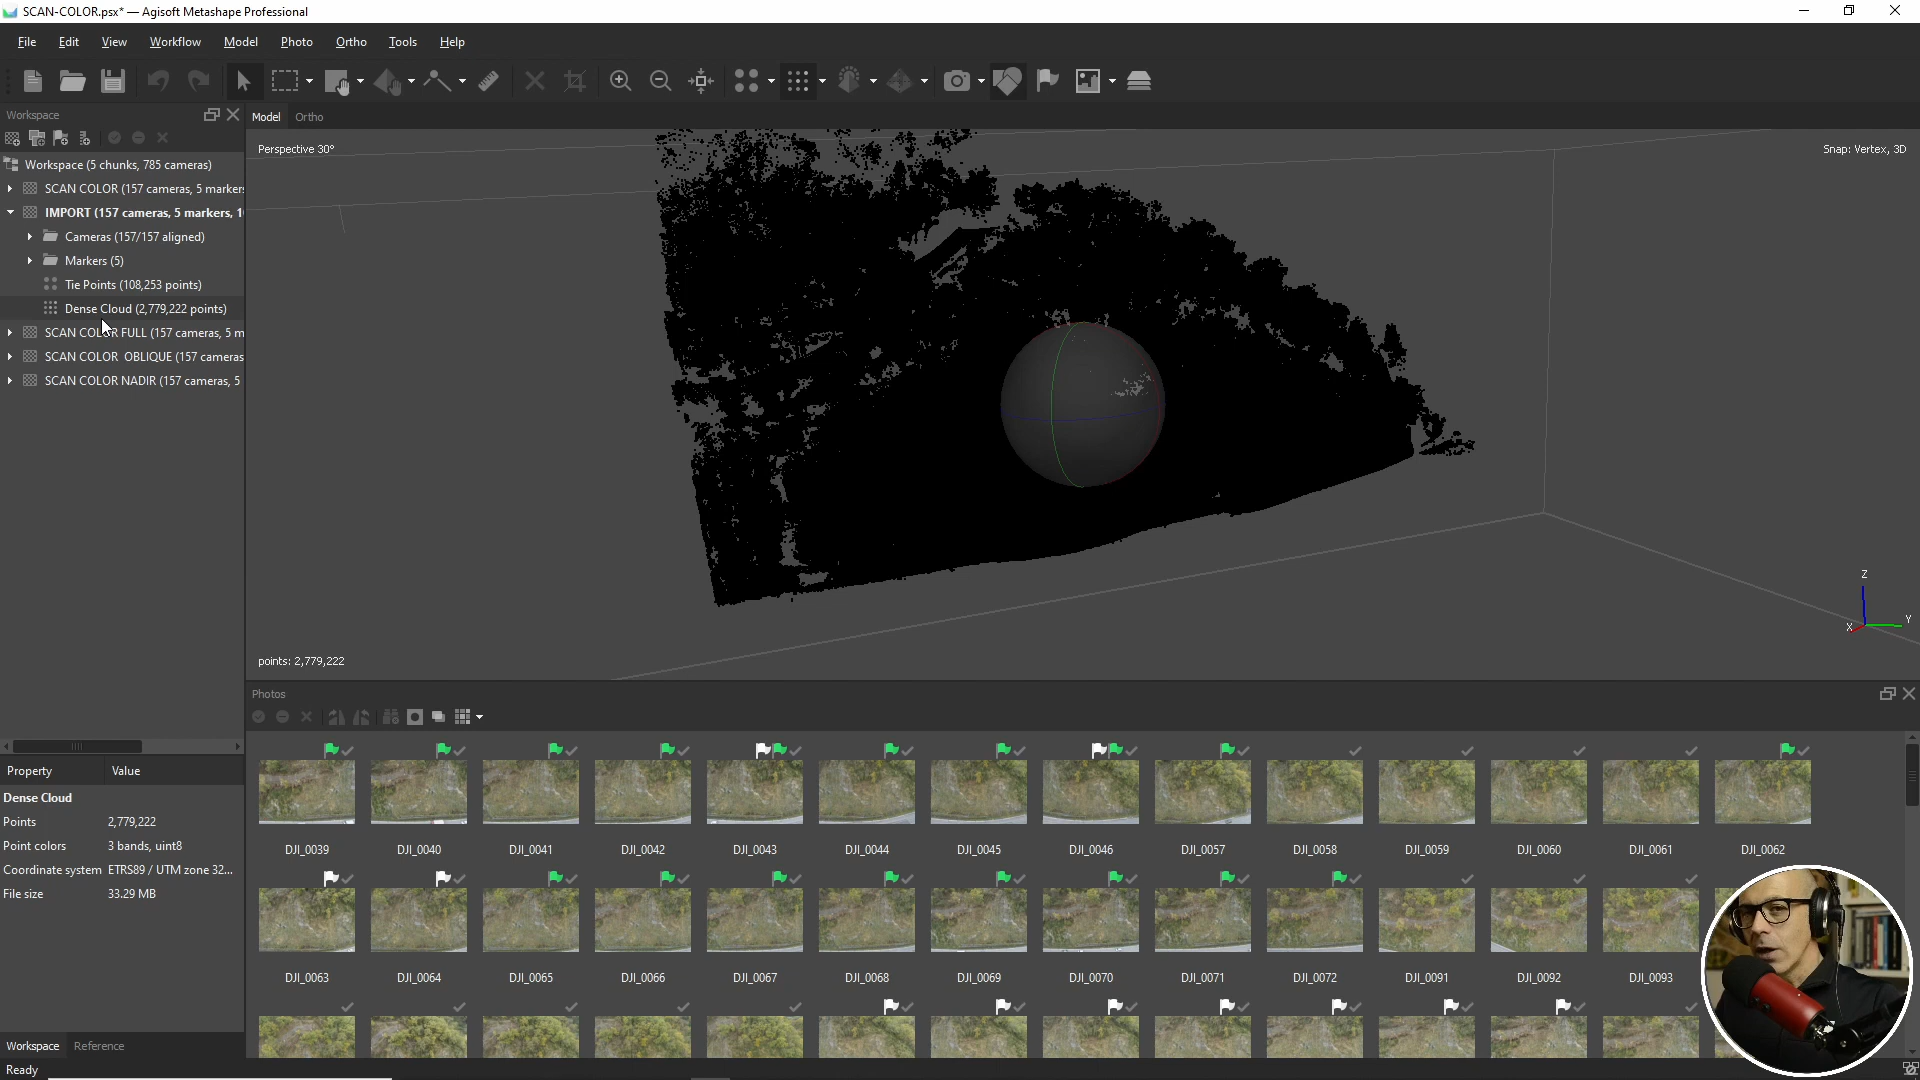 SCAN-COLOR.psx* — Agisoft Metashape Professional
File Edit View Workflow Model Photo Ortho Tools Help
Workspace
Model Ortho
Perspective 30°
Snap: Vertex, 3D
Workspace (5 chunks, 785 cameras)
SCAN COLOR (157 cameras, 5 markers
IMPORT (157 cameras, 5 markers, 1
Cameras (157/157 aligned)
Markers (5)
Tie Points (108,253 points)
Dense Cloud (2,779,222 points)
SCAN COLOR FULL (157 cameras, 5 m
SCAN COLOR OBLIQUE (157 cameras
SCAN COLOR NADIR (157 cameras, 5
Z
X
Y
points: 2,779,222
Photos
Property Value
Dense Cloud
Points 2,779,222
Point colors 3 bands, uint8
Coordinate system ETRS89 / UTM zone 32...
File size 33.29 MB
DJI_0039 DJI_0040 DJI_0041 DJI_0042 DJI_0043 DJI_0044 DJI_0045 DJI_0046 DJI_0057 DJI_0058 DJI_0059 DJI_0060 DJI_0061 DJI_0062
DJI_0063 DJI_0064 DJI_0065 DJI_0066 DJI_0067 DJI_0068 DJI_0069 DJI_0070 DJI_0071 DJI_0072 DJI_0091 DJI_0092 DJI_0093
Workspace Reference
Ready